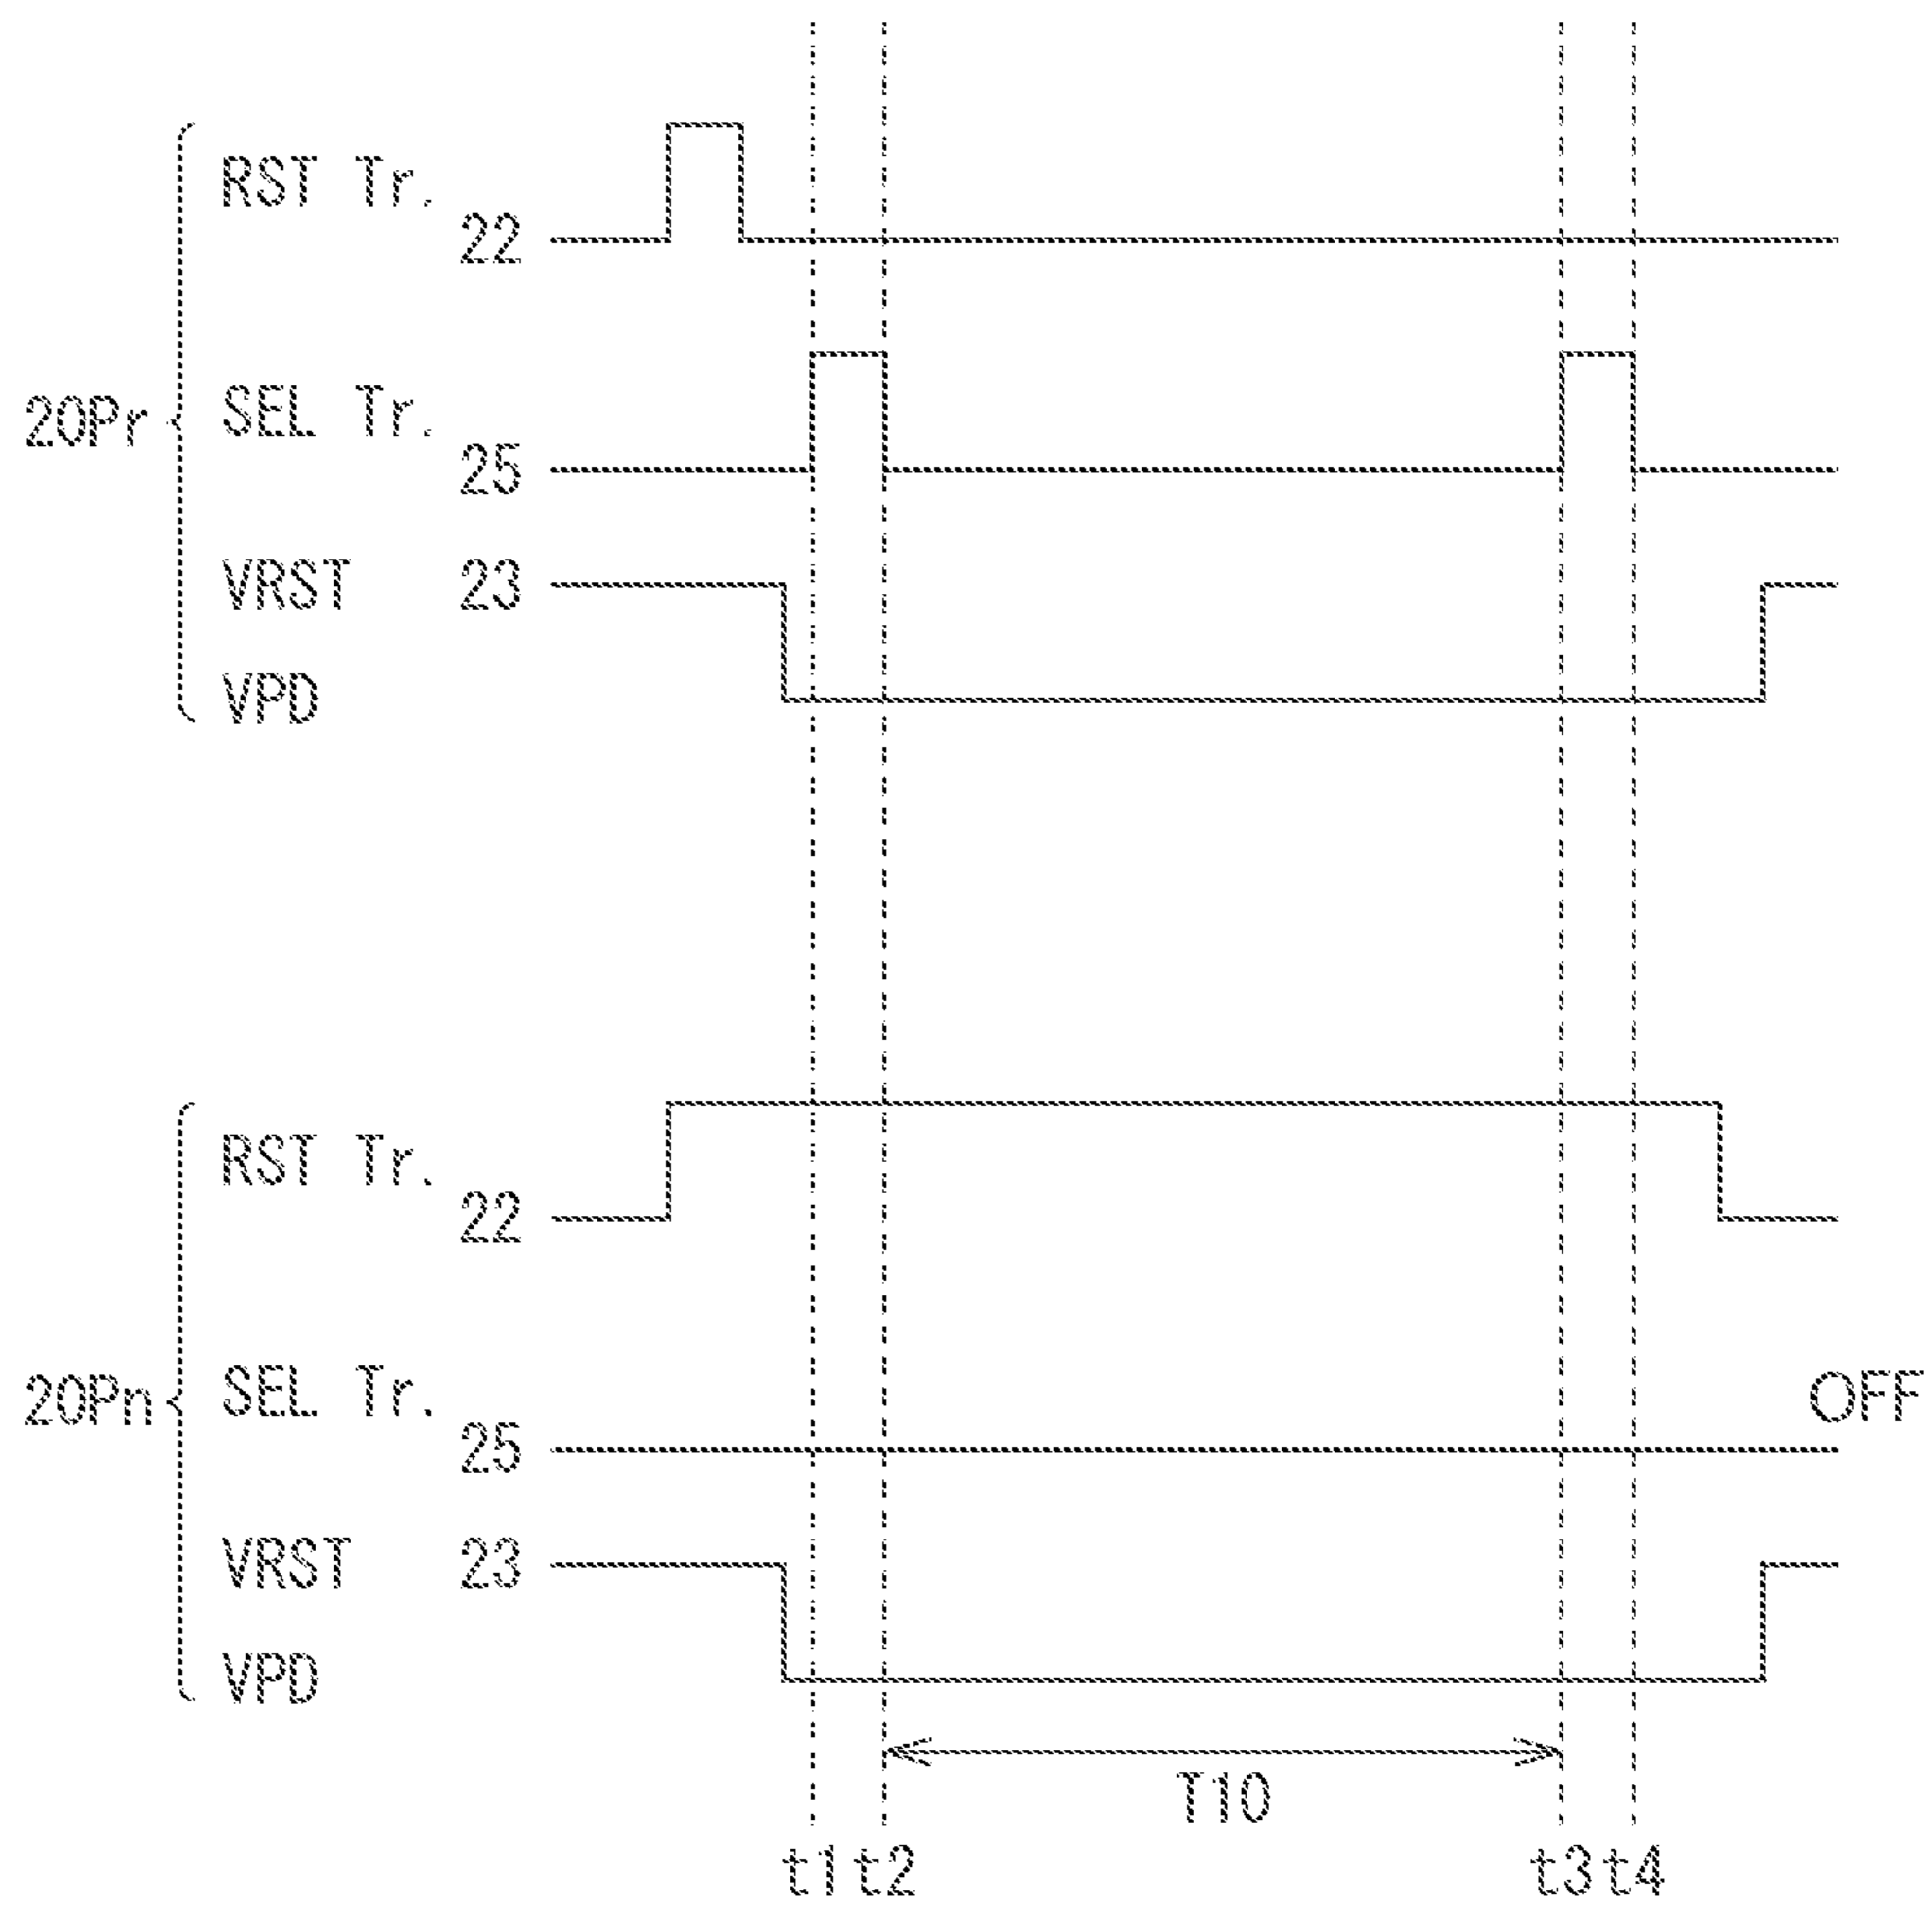 RST Tr.
22
20Pr
SEL Tr.
25
VRST 23
VPD
RST Tr.
22
20Pn
SEL Tr.
OFF
25
VRST 23
VPD
T10
t1 t2 t3 t4